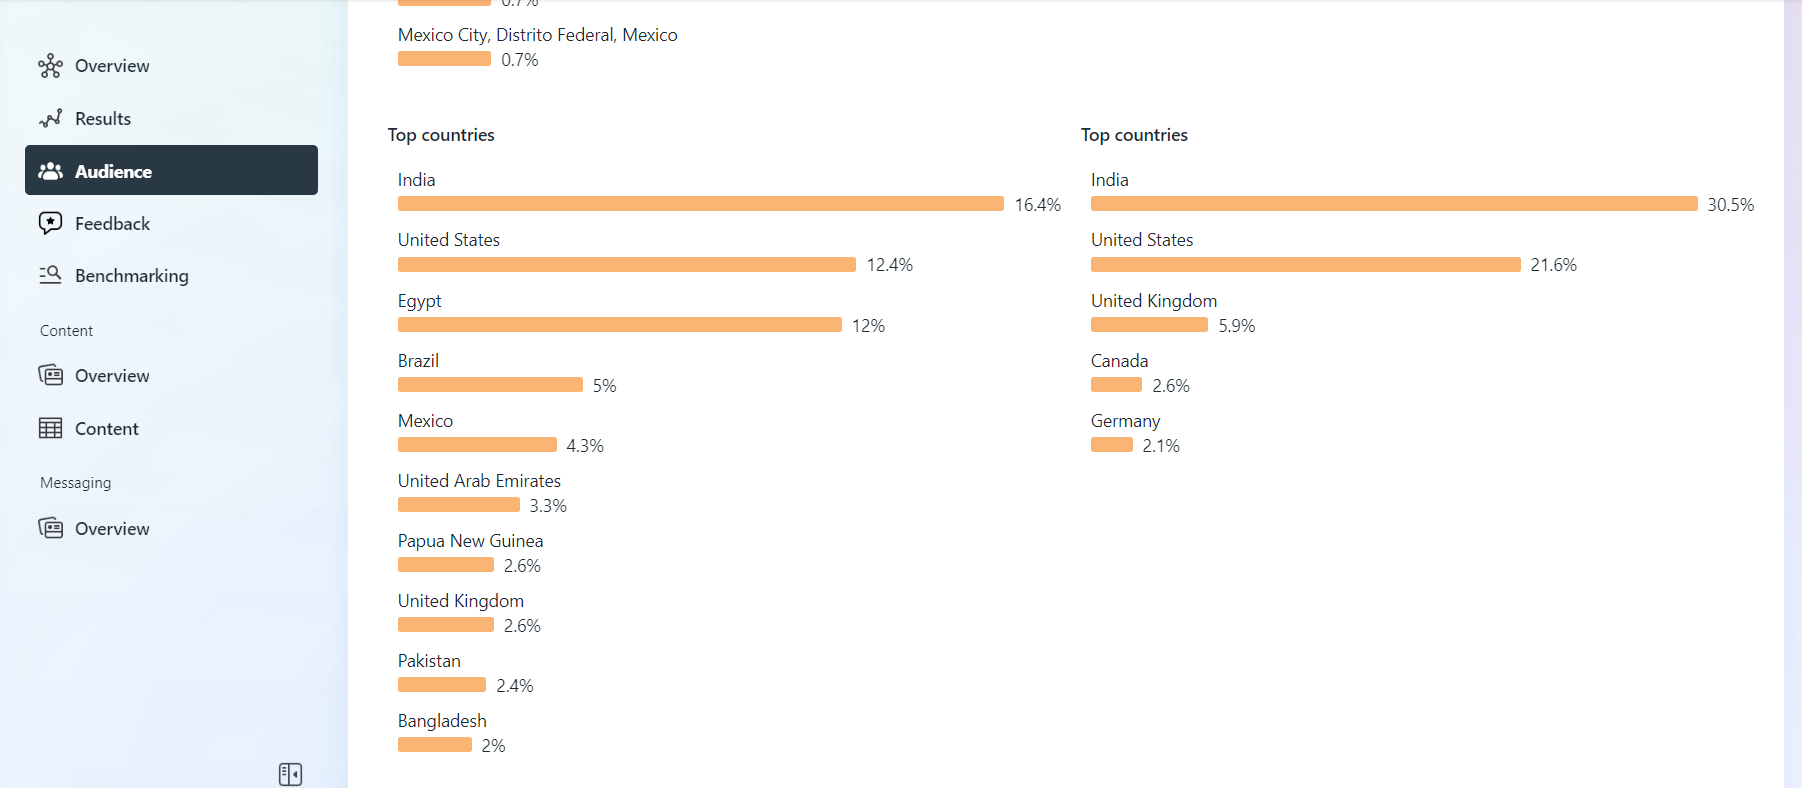 Overview
Results
Audience
Feedback
Benchmarking
Content
Overview
Content
Messaging
Overview
0.7%
Mexico City, Distrito Federal, Mexico
0.7%
Top countries
India
16.4%
United States
12.4%
Egypt
12%
Brazil
5%
Mexico
4.3%
United Arab Emirates
3.3%
Papua New Guinea
2.6%
United Kingdom
2.6%
Pakistan
2.4%
Bangladesh
2%
Top countries
India
30.5%
United States
21.6%
United Kingdom
5.9%
Canada
2.6%
Germany
2.1%